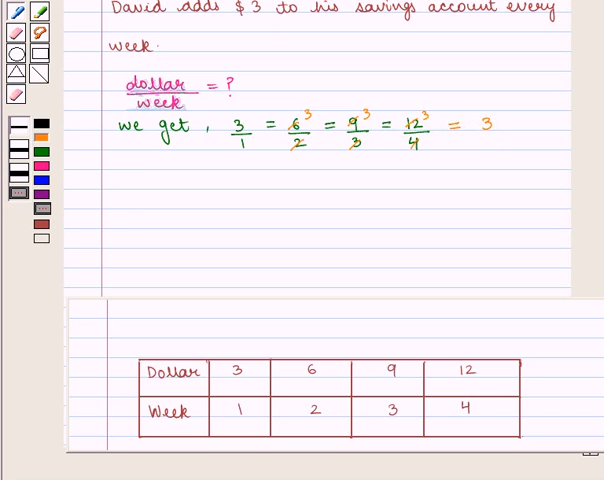 David adds $ 3 to his savings account every
week.
dollar/week = ?
we get, 3/1 = 6/2 3 = 9/3 3 = 12/4 3 = 3
Dollar 3 6 9 12
Week 1 2 3 4